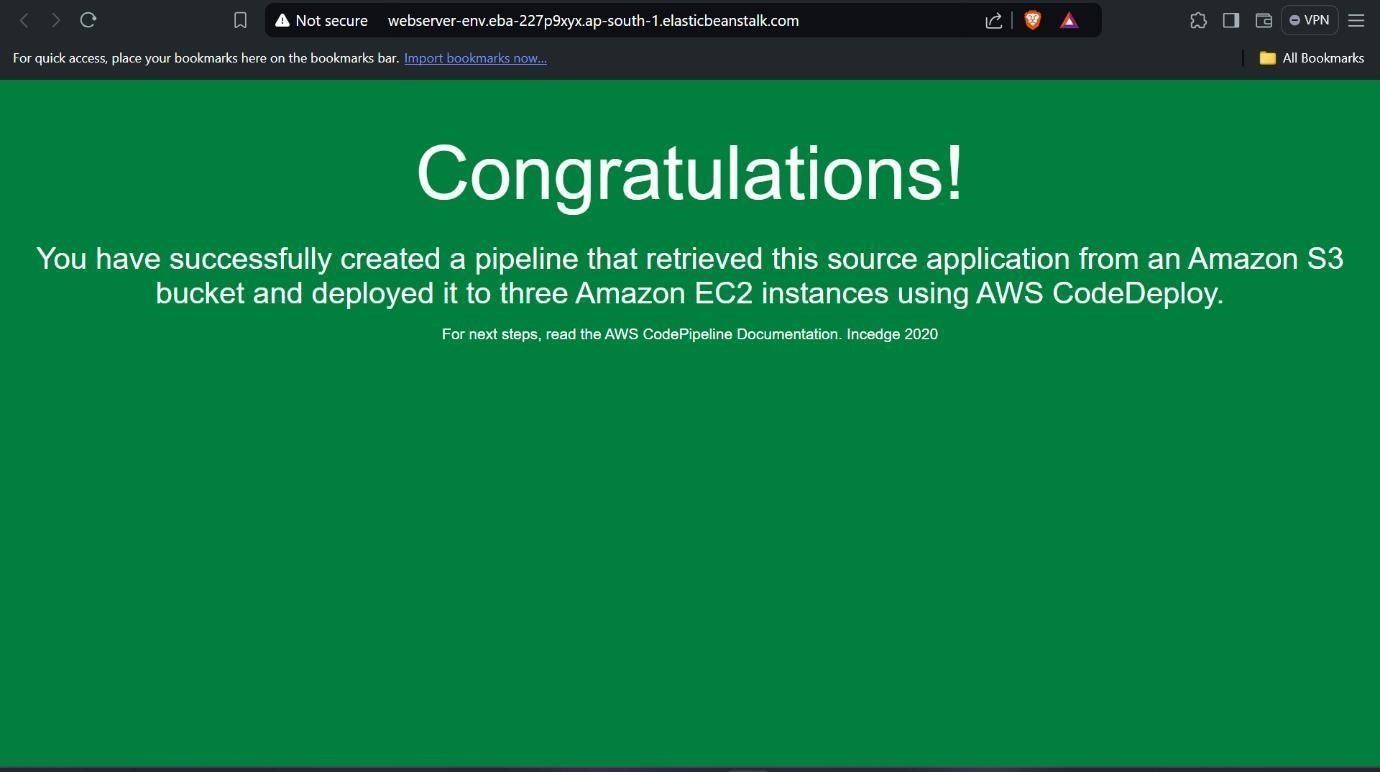 Not secure webserver-env.eba-227p9xyx.ap-south-1.elasticbeanstalk.com VPN
For quick access, place your bookmarks here on the bookmarks bar. Import bookmarks now... All Bookmarks
Congratulations!
You have successfully created a pipeline that retrieved this source application from an Amazon S3
bucket and deployed it to three Amazon EC2 instances using AWS CodeDeploy.
For next steps, read the AWS CodePipeline Documentation. Incedge 2020